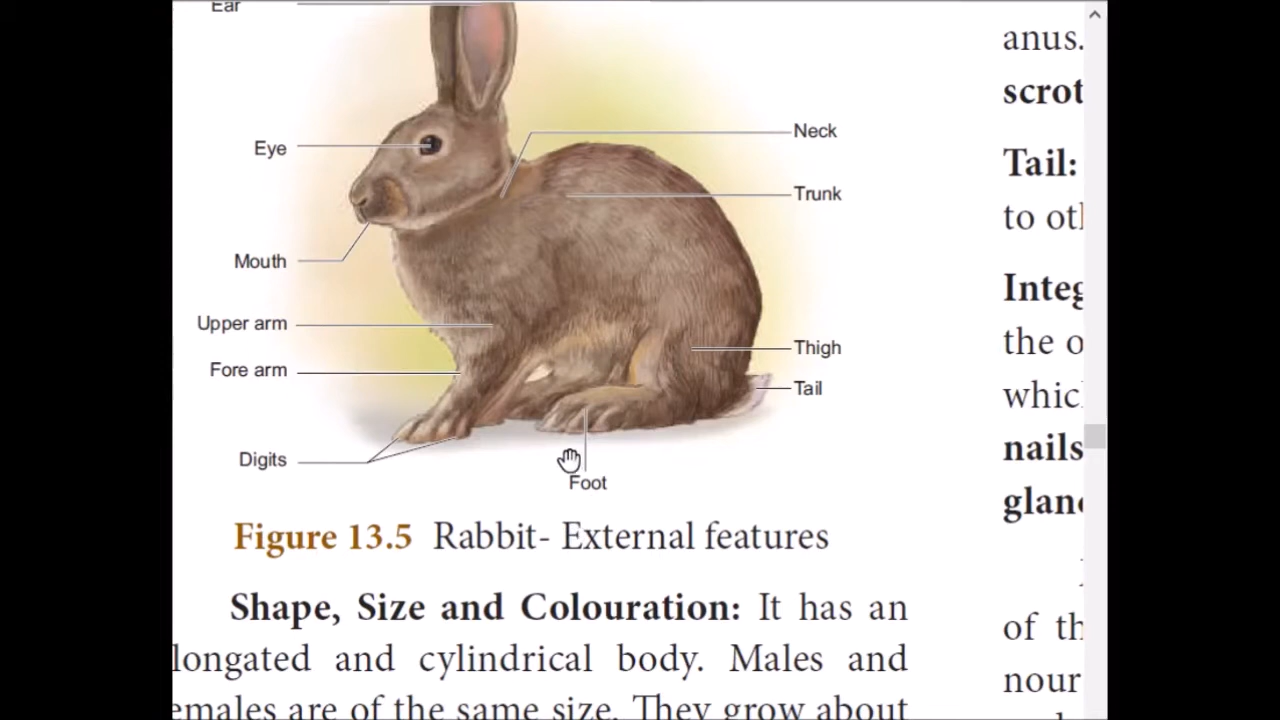 Ear
Eye
Neck
Trunk
Mouth
Upper arm
Fore arm
Thigh
Tail
Digits
Foot
Figure 13.5 Rabbit- External features
Shape, Size and Colouration: It has an
longated and cylindrical body. Males and
emales are of the same size. They grow about
anus.
scrot
Tail:
to otl
Integ
the o
whic
nails
gland
of th
nour